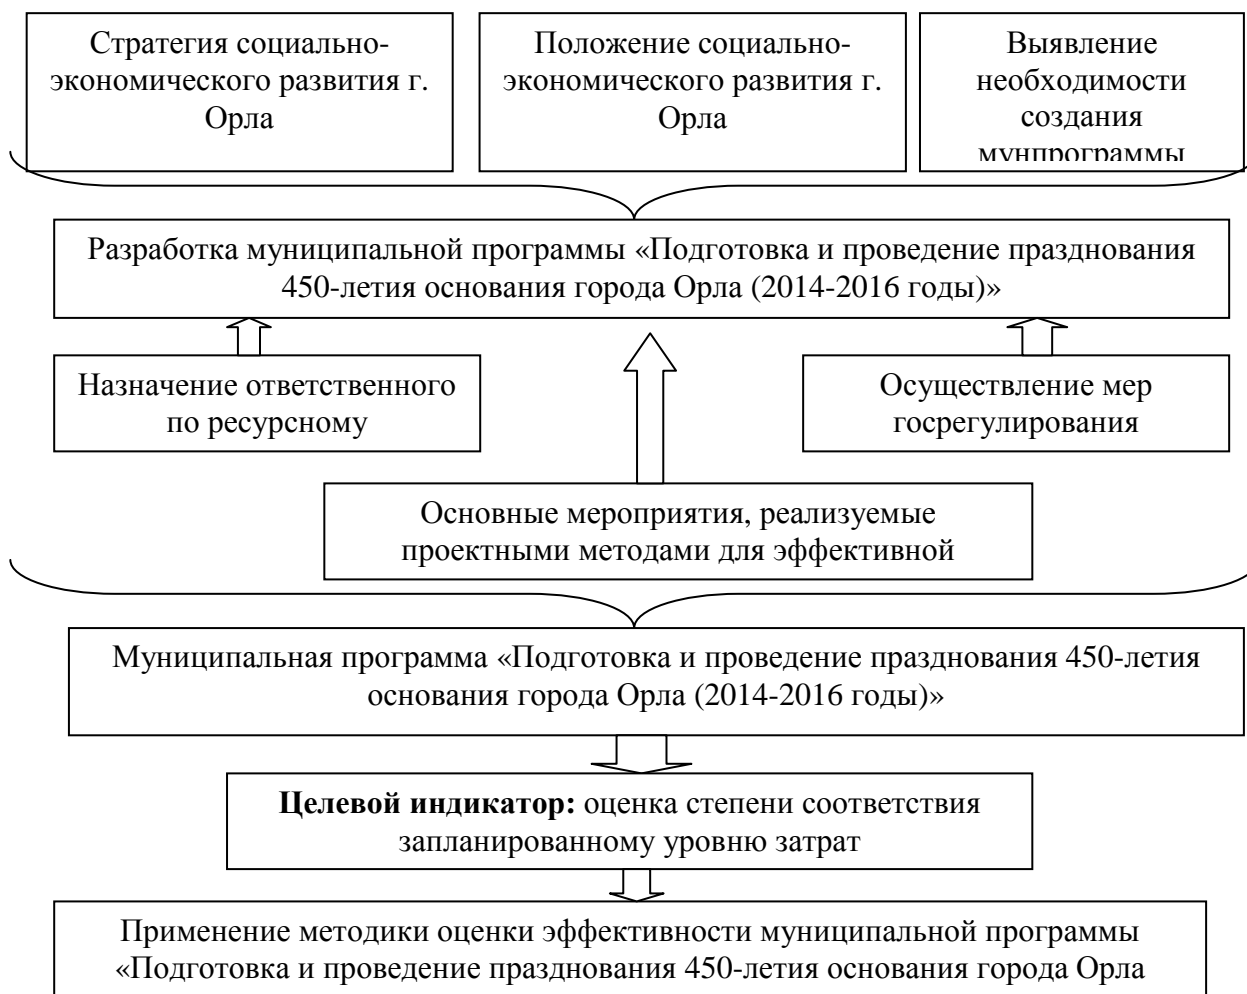 Стратегия социально-
экономического развития г.
Орла
Положение социально-
экономического развития г.
Орла
Выявление
необходимости
создания
мунпрограммы
Разработка муниципальной программы «Подготовка и проведение празднования
450-летия основания города Орла (2014-2016 годы)»
Назначение ответственного
по ресурсному
Осуществление мер
госрегулирования
Основные мероприятия, реализуемые
проектными методами для эффективной
Муниципальная программа «Подготовка и проведение празднования 450-летия
основания города Орла (2014-2016 годы)»
Целевой индикатор: оценка степени соответствия
запланированному уровню затрат
Применение методики оценки эффективности муниципальной программы
«Подготовка и проведение празднования 450-летия основания города Орла